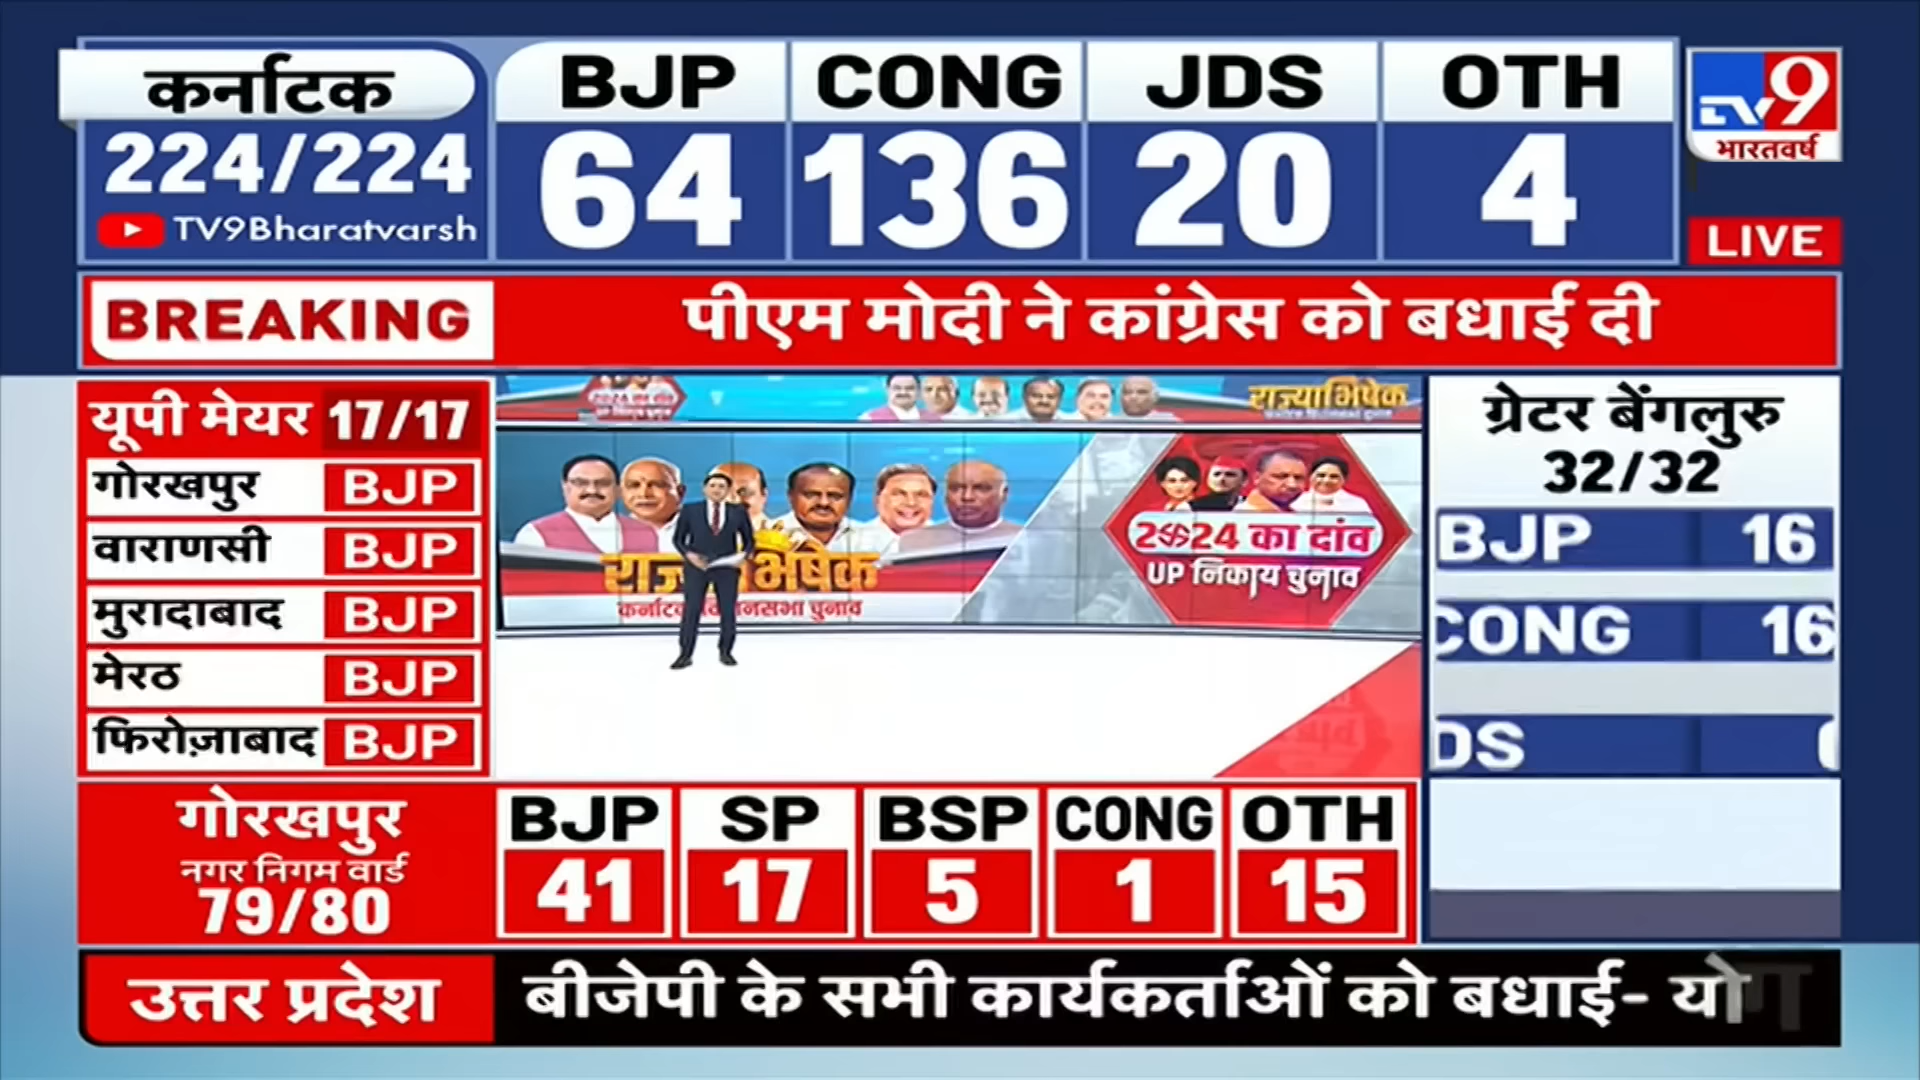 कर्नाटक
224/224
TV9Bharatvarsh
BJP CONG JDS OTH
64 136 20 4
TV9
भारतवर्ष
LIVE
BREAKING
पीएम मोदी ने कांग्रेस को बधाई दी
यूपी मेयर 17/17
गोरखपुर BJP
वाराणसी BJP
मुरादाबाद BJP
मेरठ BJP
फिरोज़ाबाद BJP
राज्याभिषेक
2024 का दांव
UP निकाय चुनाव
चुनाव
ग्रेटर बेंगलुरु
32/32
BJP 16
CONG 16
DS
गोरखपुर
नगर निगम वार्ड
79/80
BJP SP BSP CONG OTH
41 17 5 1 15
उत्तर प्रदेश
बीजेपी के सभी कार्यकर्ताओं को बधाई- यो